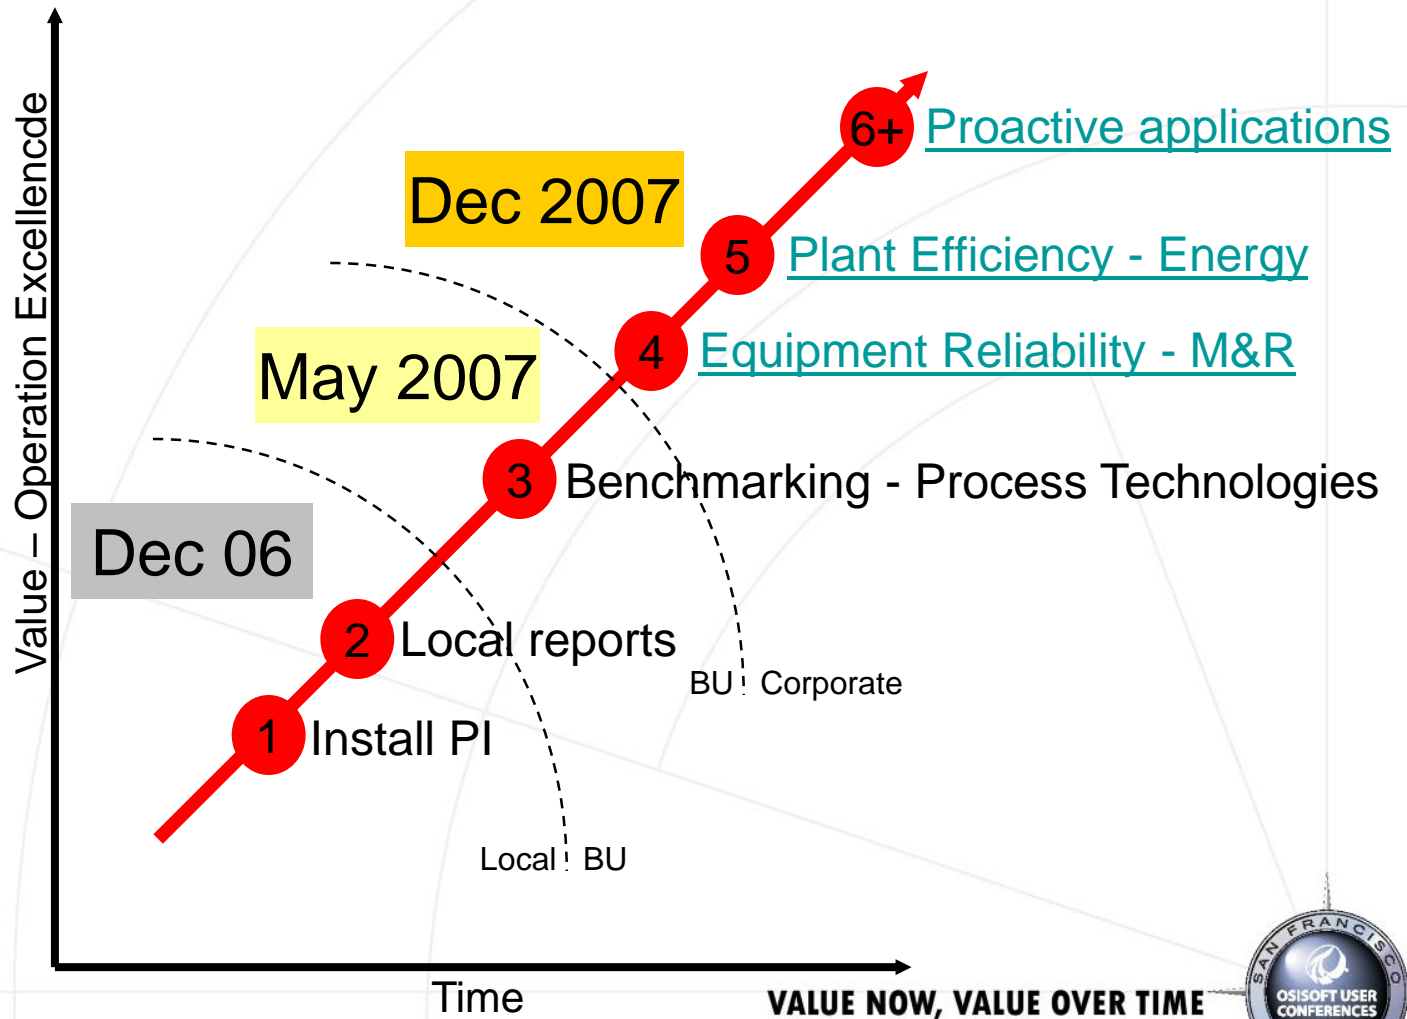 Value – Operation Excellencde
6+ Proactive applications
Dec 2007
5 Plant Efficiency - Energy
May 2007
4 Equipment Reliability - M&R
3 Benchmarking - Process Technologies
Dec 06
2 Local reports
BU Corporate
1 Install PI
Local BU
Time
VALUE NOW, VALUE OVER TIME
SAN FRANCISCO
OSISOFT USER
CONFERENCES